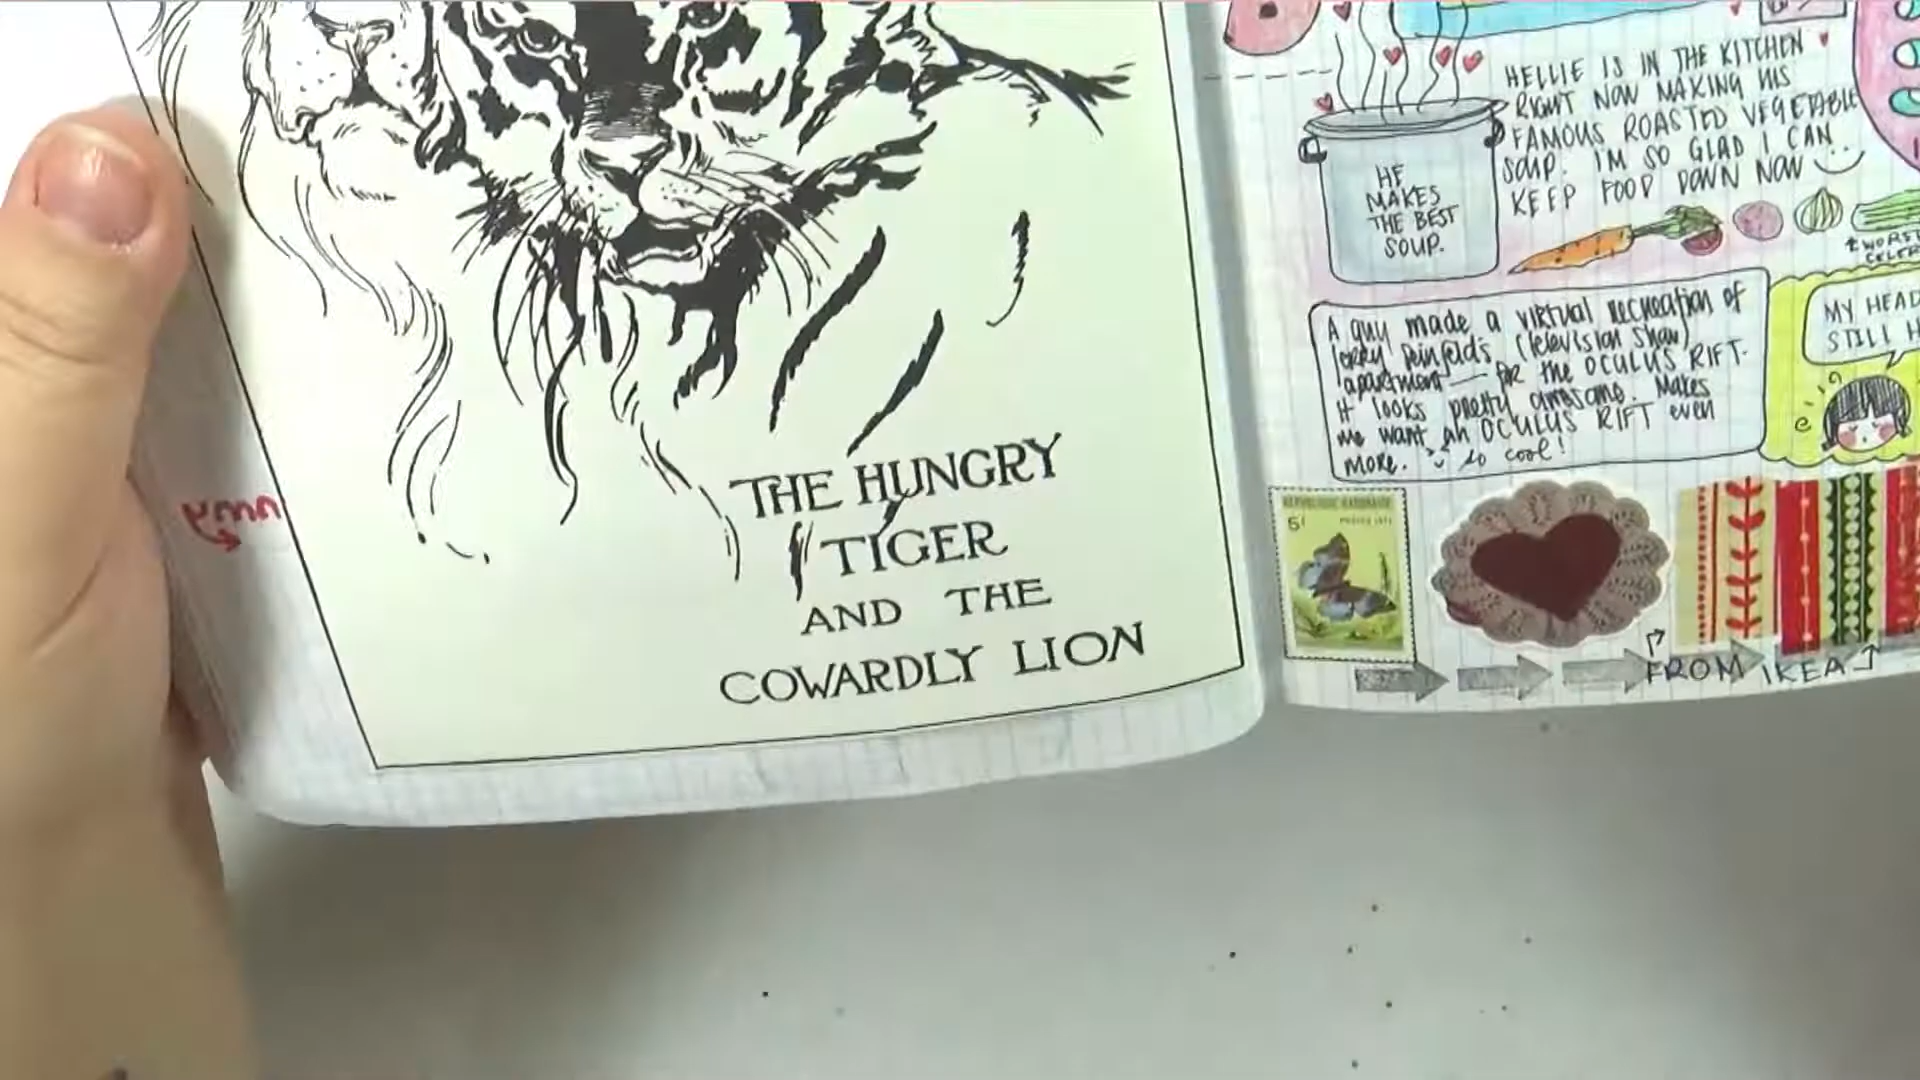 THE HUNGRY
TIGER
AND THE
COWARDLY LION
HELLIE IS IN THE KITCHEN
RIGHT NOW MAKING HIS
FAMOUS ROASTED VEGETABLE
SOUP. I'M SO GLAD I CAN
KEEP FOOD DOWN NOW
HE
MAKES
THE BEST
SOUP.
A guy made a virtual recreation of
Jerry Seinfeld's (television show)
apartment — for the OCULUS RIFT.
It looks pretty awesome. Makes
me want an OCULUS RIFT even
more. so cool!
MY HEAD
STILL H
5f
FROM IKEA